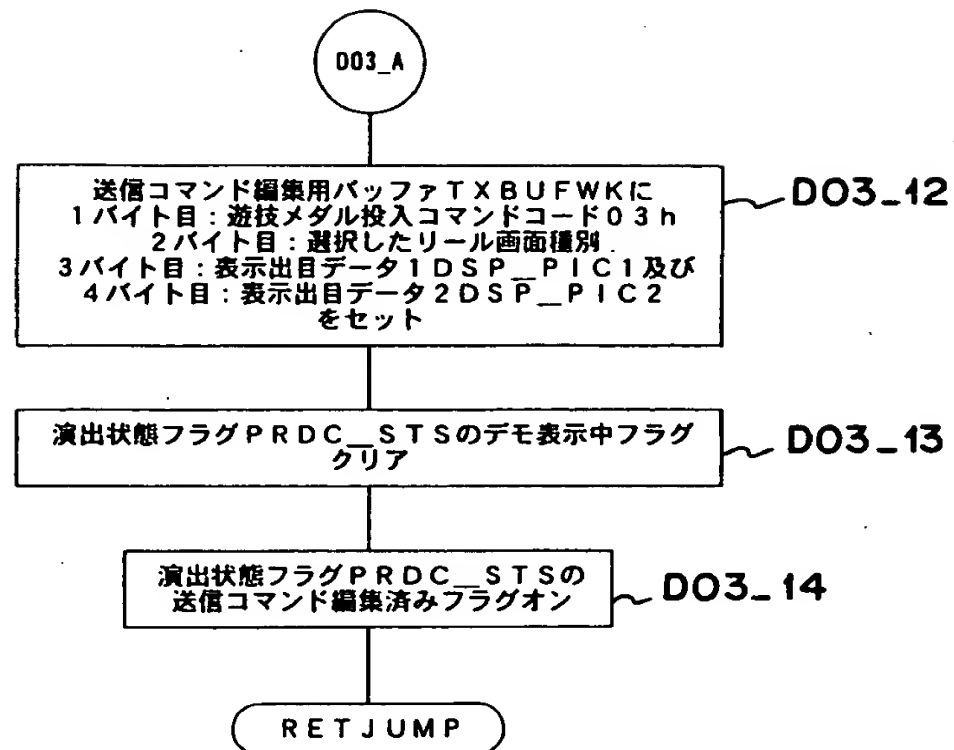 D03_A
送信コマンド編集用バッファTXBUFWKに
1バイト目：遊技メダル投入コマンドコード03h
2バイト目：選択したリール画面種別
3バイト目：表示出目データ1DSP__PIC1及び
4バイト目：表示出目データ2DSP__PIC2
をセット
D03_12
演出状態フラグPRDC__STSのデモ表示中フラグ
クリア
D03_13
演出状態フラグPRDC__STSの
送信コマンド編集済みフラグオン
D03_14
RETJUMP